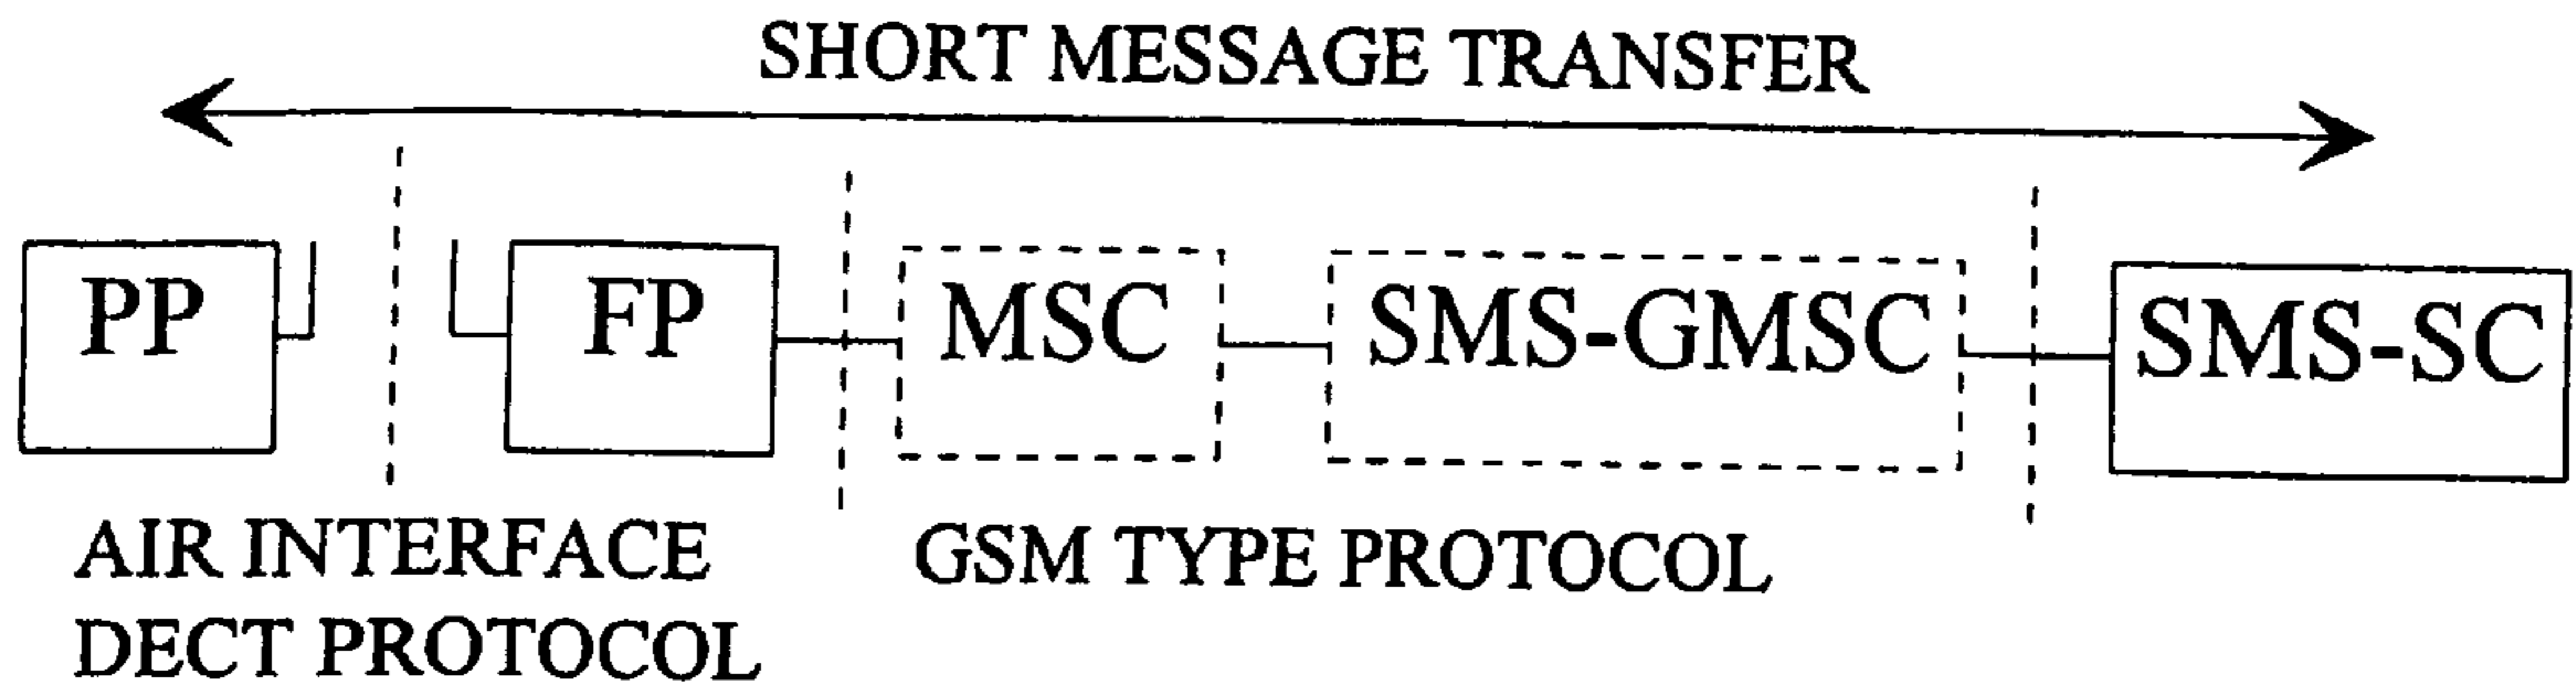 SHORT MESSAGE TRANSFER
PP FP MSC SMS-GMSC SMS-SC
AIR INTERFACE
DECT PROTOCOL
GSM TYPE PROTOCOL